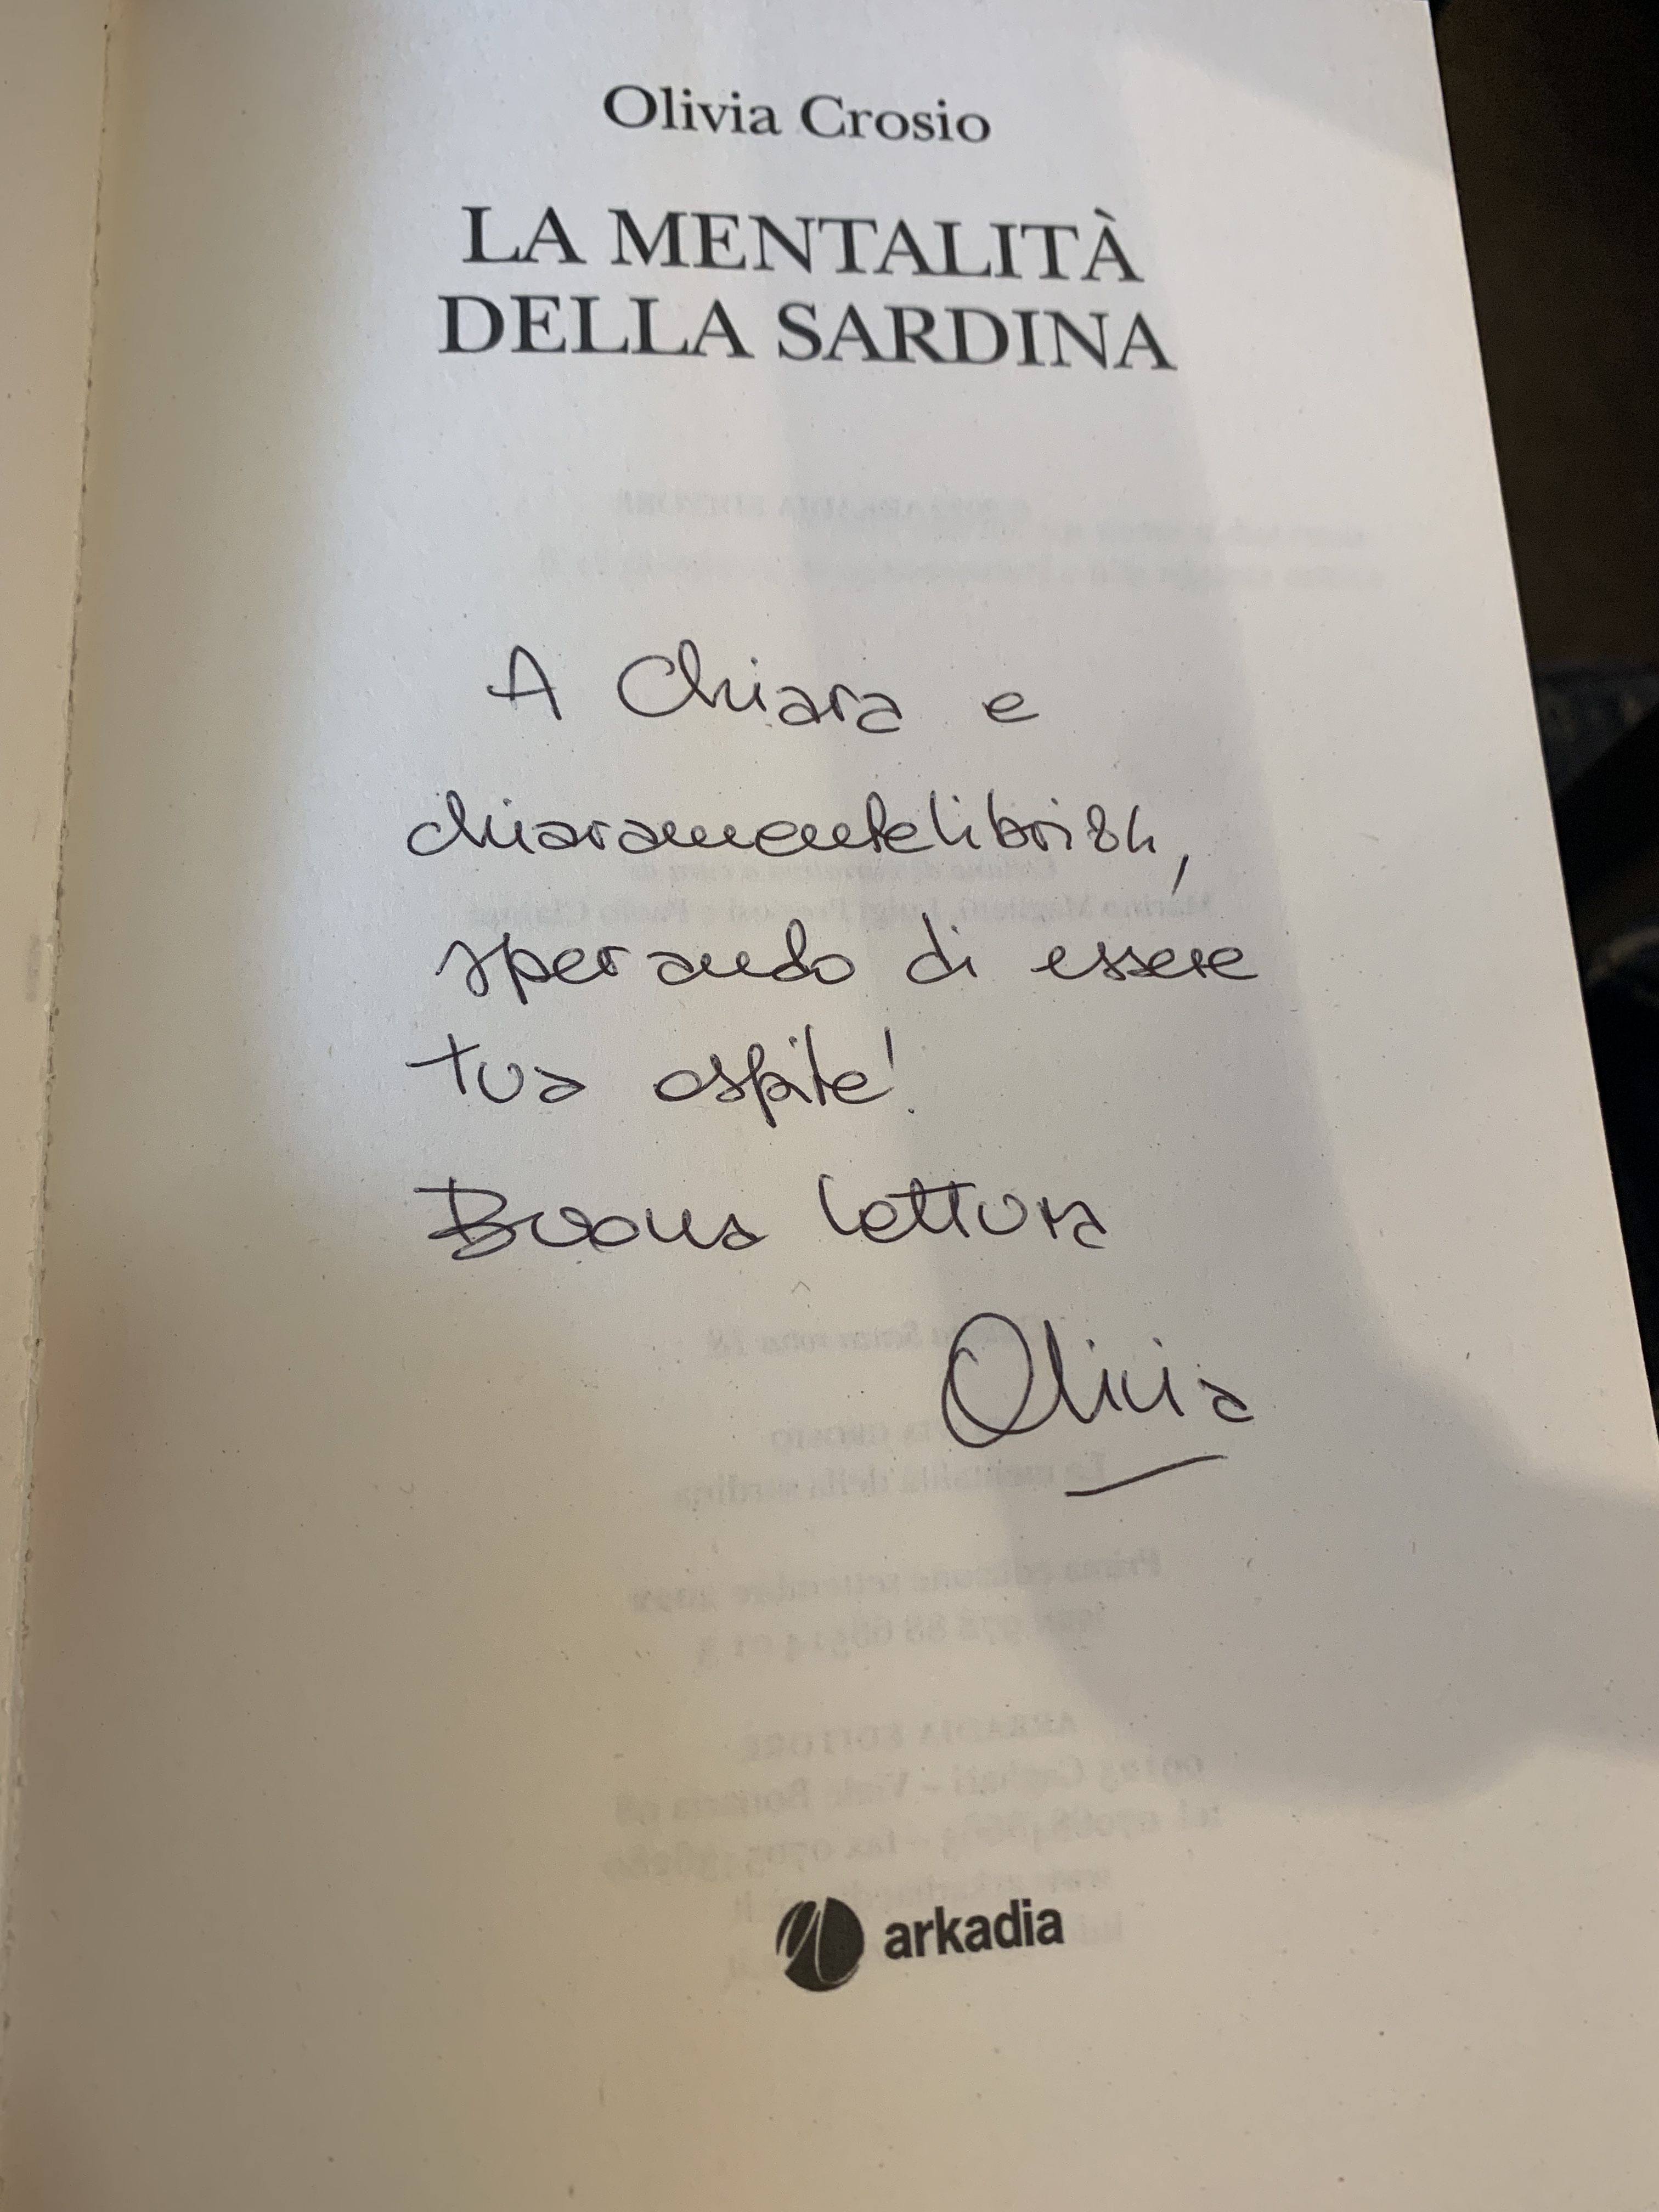 Olivia Crosio
LA MENTALITÀ
DELLA SARDINA
A Chiara e
chiaramentelibri84,
sperando di essere
tua ospite!
Buona lettura
Olivia
arkadia